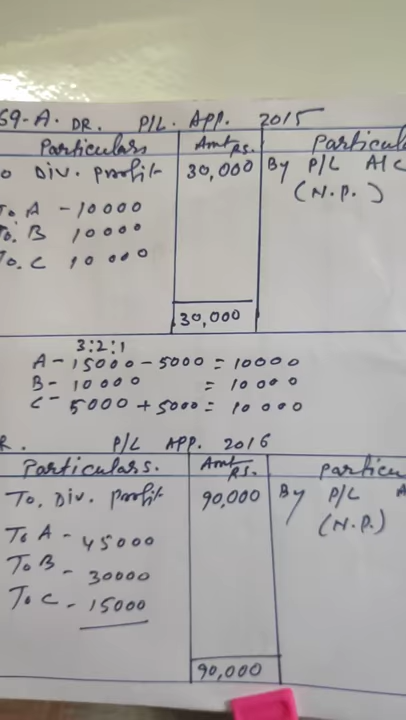 59-A. DR. P/L. APP. 2015
Particulars Amt Rs.
Div. profit 30,000 By P/L A/C
(N.P.)
To. A - 10000
To. B 10000
To. C 10000
30,000
3:2:1
A - 15000 - 5000 = 10000
B - 10000 = 10000
C - 5000 + 5000 = 10000
P/L APP. 2016
Particulars. Amt Rs.
To. Div. profit 90,000 By P/L
(N.P.)
To A - 45000
To B - 30000
To C - 15000
90,000